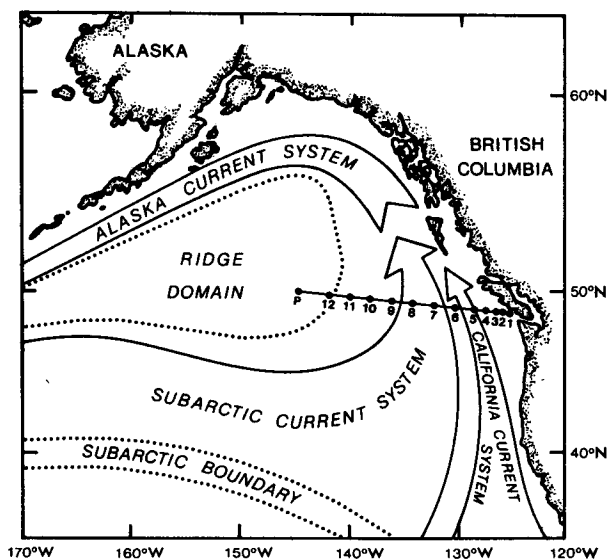 ALASKA
60°N
BRITISH
COLUMBIA
ALASKA CURRENT SYSTEM
RIDGE
DOMAIN
50°N
P 12 11 10 9 8 7 6 5 4 3 2 1
SUBARCTIC CURRENT SYSTEM
CALIFORNIA CURRENT
SYSTEM
40°N
SUBARCTIC BOUNDARY
170°W 160°W 150°W 140°W 130°W 120°W